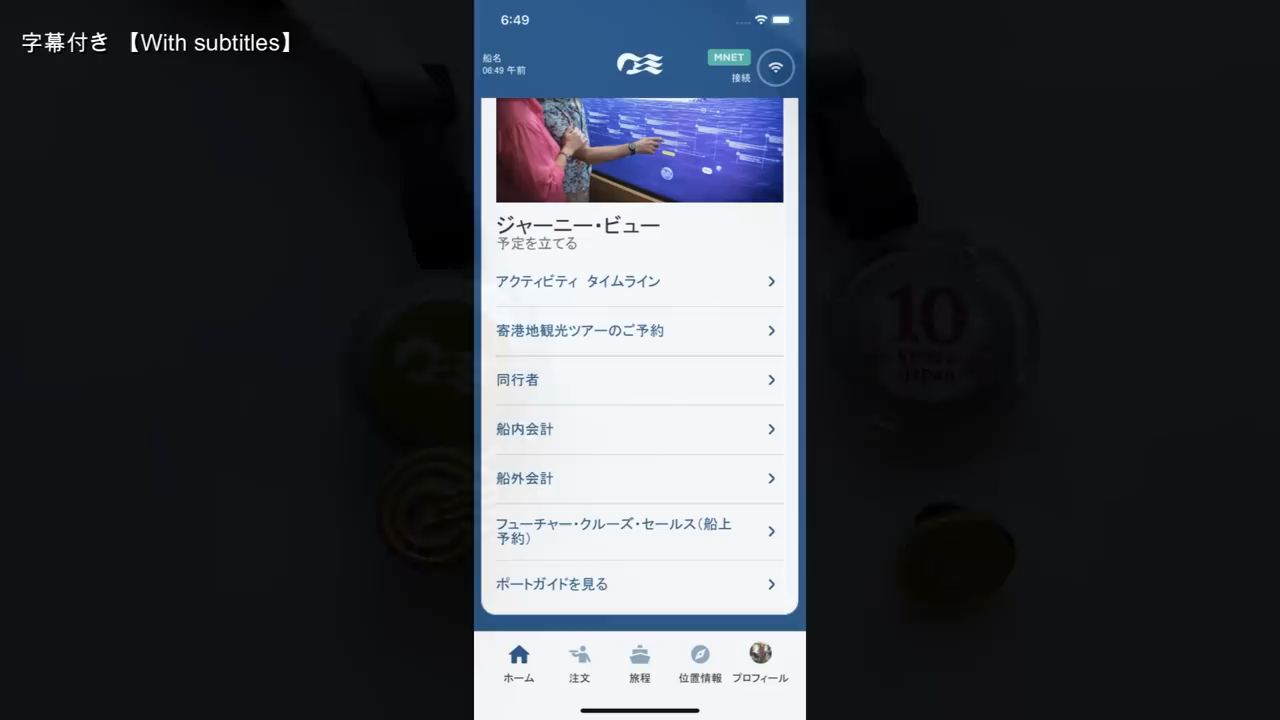 字幕付き 【With subtitles】
6:49
船名
06:49 午前
MNET
接続
ジャーニー・ビュー
予定を立てる
アクティビティ タイムライン
寄港地観光ツアーのご予約
同行者
船内会計
船外会計
フューチャー・クルーズ・セールス(船上
予約)
ポートガイドを見る
ホーム
注文
旅程
位置情報
プロフィール
10
Japan